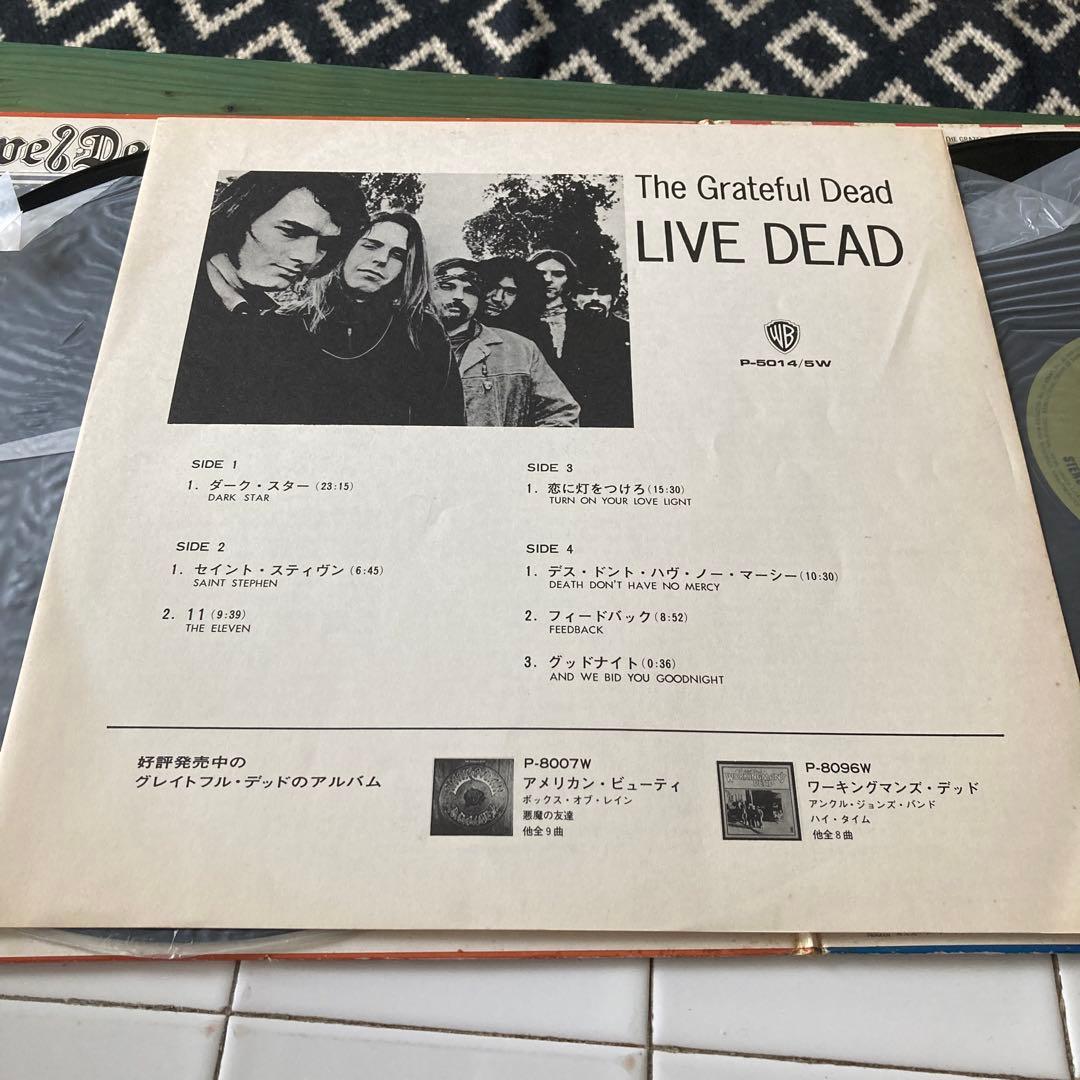 ve
The Grateful Dead
LIVE DEAD
WB
P-5014/5W
SIDE 1
1. ダーク・スター (23:15)
DARK STAR
SIDE 2
1. セイント・スティヴン (6:45)
SAINT STEPHEN
2. 11 (9:39)
THE ELEVEN
SIDE 3
1. 恋に灯をつけろ (15:30)
TURN ON YOUR LOVE LIGNT
SIDE 4
1. デス・ドント・ハヴ・ノー・マーシー (10:30)
DEATH DON'T HAVE NO MERCY
2. フィードバック (8:52)
FEEDBACK
3. グッドナイト (0:36)
AND WE BID YOU GOODNIGHT
好評発売中の
グレイトフル・デッドのアルバム
P-8007W
アメリカン・ビューティ
ボックス・オブ・レイン
悪魔の友達
他全9曲
WORKINGMAN'S
DEAD
P-8096W
ワーキングマンズ・デッド
アンクル・ジョンズ・バンド
ハイ・タイム
他全8曲
THE GRATE
STERE